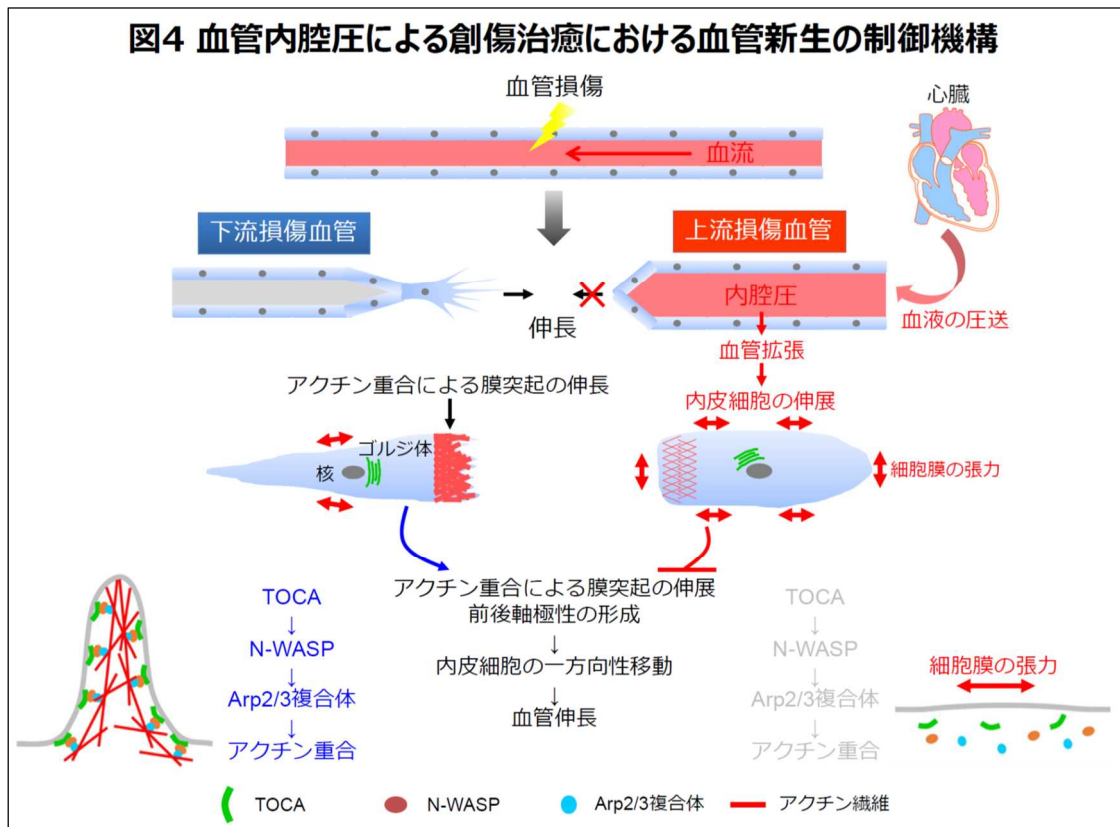 図4 血管内腔圧による創傷治癒における血管新生の制御機構
血管損傷
心臓
血流
下流損傷血管
上流損傷血管
内腔圧
伸長
血液の圧送
血管拡張
アクチン重合による膜突起の伸長
内皮細胞の伸展
ゴルジ体
核
細胞膜の張力
アクチン重合による膜突起の伸展
前後軸極性の形成
↓
内皮細胞の一方向性移動
↓
血管伸長
TOCA
↓
N-WASP
↓
Arp2/3複合体
↓
アクチン重合
TOCA
↓
N-WASP
↓
Arp2/3複合体
↓
アクチン重合
細胞膜の張力
TOCA
N-WASP
Arp2/3複合体
アクチン繊維